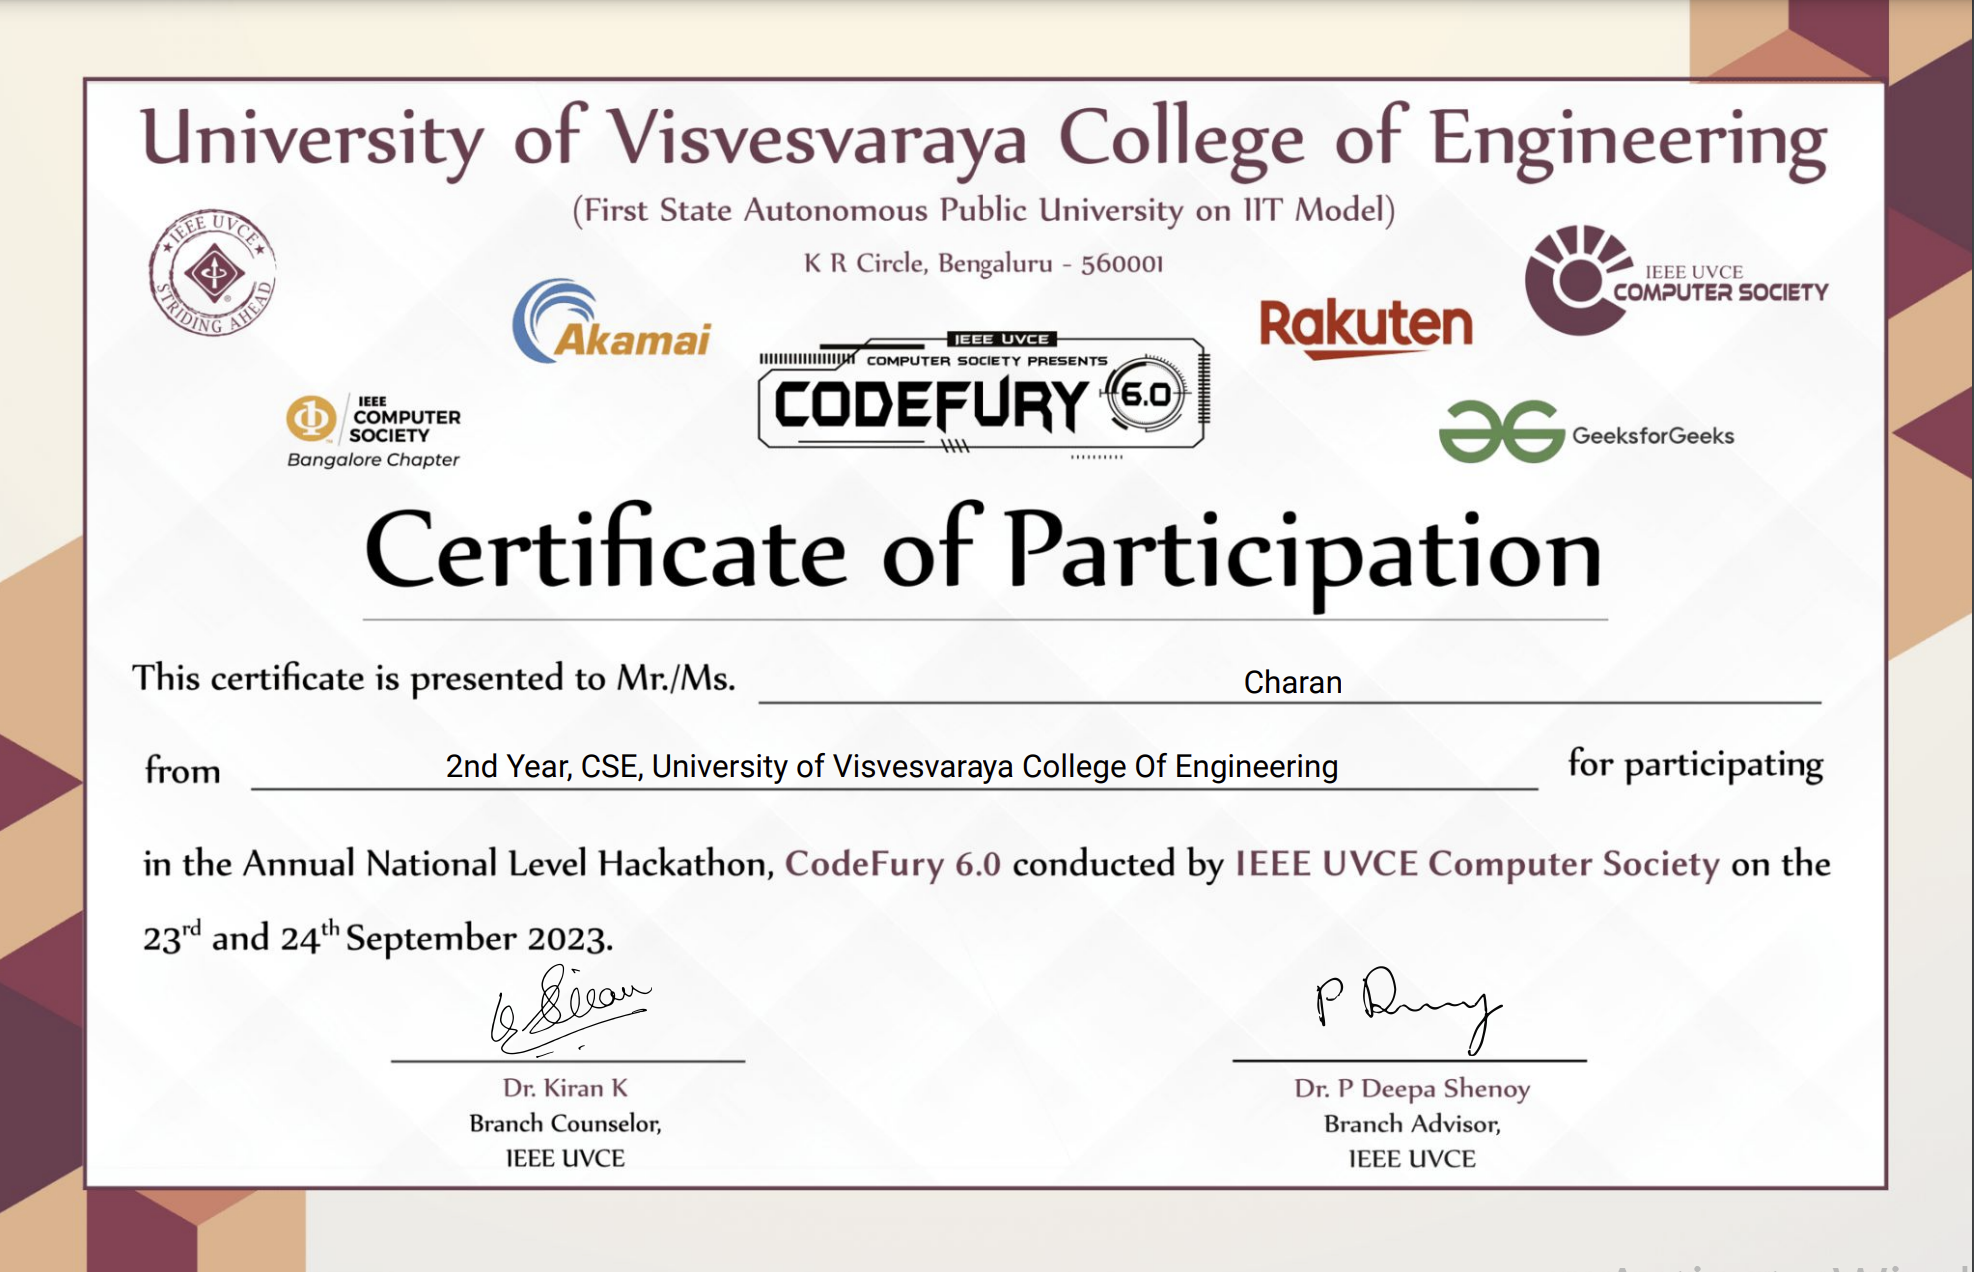 University of Visvesvaraya College of Engineering
(First State Autonomous Public University on IIT Model)
K R Circle, Bengaluru - 560001
IEEE UVCE
STRIDING AHEAD
Akamai
Rakuten
IEEE UVCE
COMPUTER SOCIETY
IEEE
COMPUTER
SOCIETY
Bangalore Chapter
IEEE UVCE
COMPUTER SOCIETY PRESENTS
CODEFURY 6.0
GeeksforGeeks
Certificate of Participation
This certificate is presented to Mr./Ms. Charan
from 2nd Year, CSE, University of Visvesvaraya College Of Engineering for participating
in the Annual National Level Hackathon, CodeFury 6.0 conducted by IEEE UVCE Computer Society on the
23rd and 24th September 2023.
Dr. Kiran K
Branch Counselor,
IEEE UVCE
Dr. P Deepa Shenoy
Branch Advisor,
IEEE UVCE